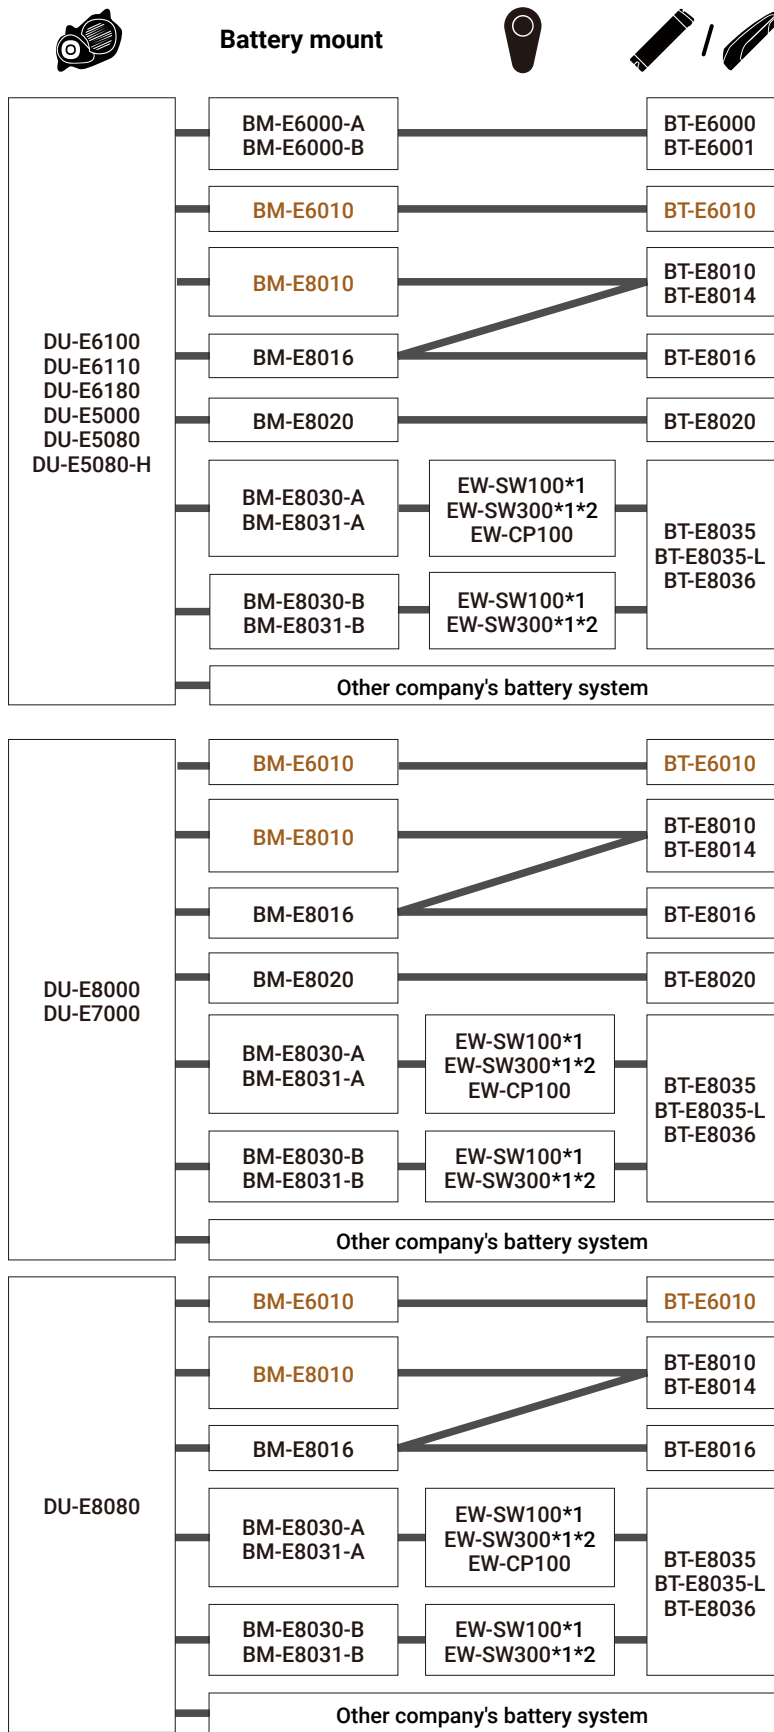 Battery mount
DU-E6100
DU-E6110
DU-E6180
DU-E5000
DU-E5080
DU-E5080-H
BM-E6000-A
BM-E6000-B
BT-E6000
BT-E6001
BM-E6010
BT-E6010
BM-E8010
BT-E8010
BT-E8014
BM-E8016
BT-E8016
BM-E8020
BT-E8020
BM-E8030-A
BM-E8031-A
EW-SW100*1
EW-SW300*1*2
EW-CP100
BM-E8030-B
BM-E8031-B
EW-SW100*1
EW-SW300*1*2
BT-E8035
BT-E8035-L
BT-E8036
Other company's battery system
DU-E8000
DU-E7000
BM-E6010
BT-E6010
BM-E8010
BT-E8010
BT-E8014
BM-E8016
BT-E8016
BM-E8020
BT-E8020
BM-E8030-A
BM-E8031-A
EW-SW100*1
EW-SW300*1*2
EW-CP100
BM-E8030-B
BM-E8031-B
EW-SW100*1
EW-SW300*1*2
BT-E8035
BT-E8035-L
BT-E8036
Other company's battery system
DU-E8080
BM-E6010
BT-E6010
BM-E8010
BT-E8010
BT-E8014
BM-E8016
BT-E8016
BM-E8030-A
BM-E8031-A
EW-SW100*1
EW-SW300*1*2
EW-CP100
BM-E8030-B
BM-E8031-B
EW-SW100*1
EW-SW300*1*2
BT-E8035
BT-E8035-L
BT-E8036
Other company's battery system